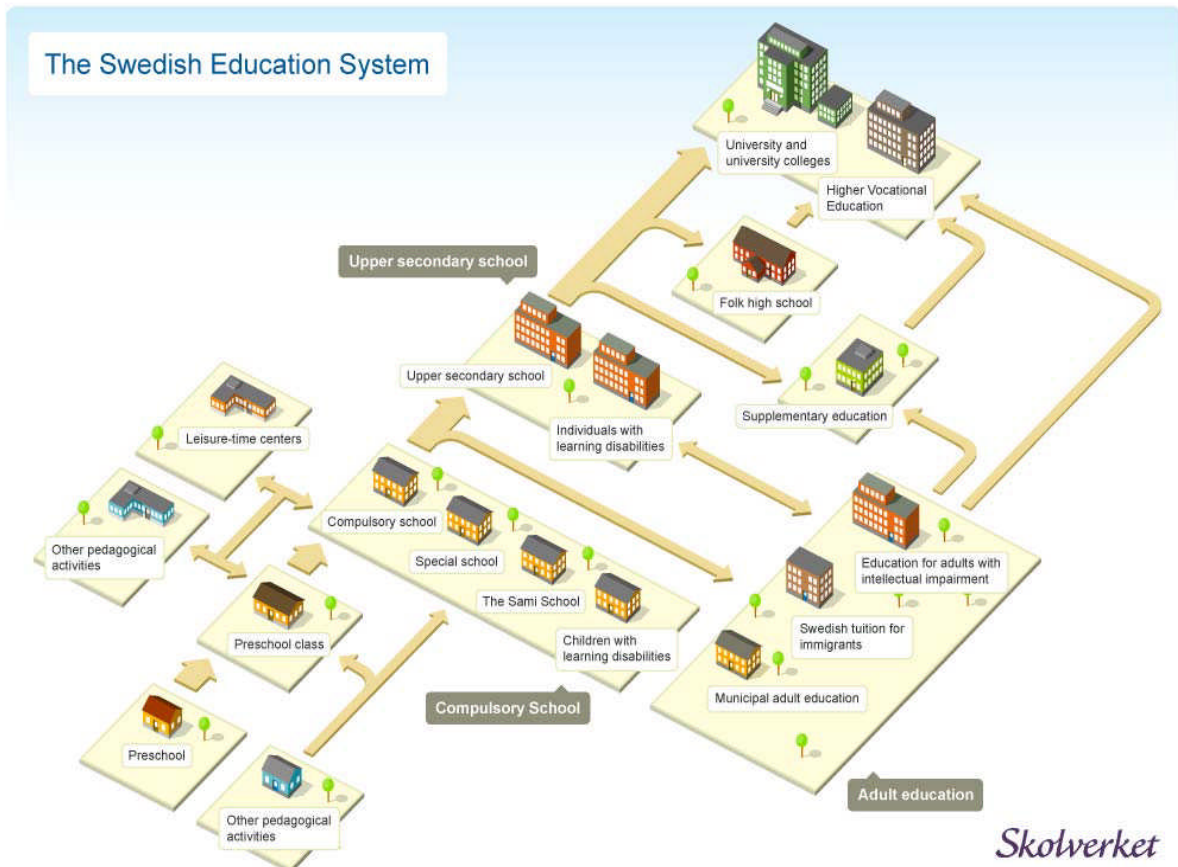 The Swedish Education System
University and
university colleges
Higher Vocational
Education
Upper secondary school
Folk high school
Upper secondary school
Individuals with
learning disabilities
Supplementary education
Leisure-time centers
Other pedagogical
activities
Compulsory school
Special school
The Sami School
Children with
learning disabilities
Preschool class
Compulsory School
Education for adults with
intellectual impairment
Swedish tuition for
immigrants
Municipal adult education
Preschool
Other pedagogical
activities
Adult education
Skolverket